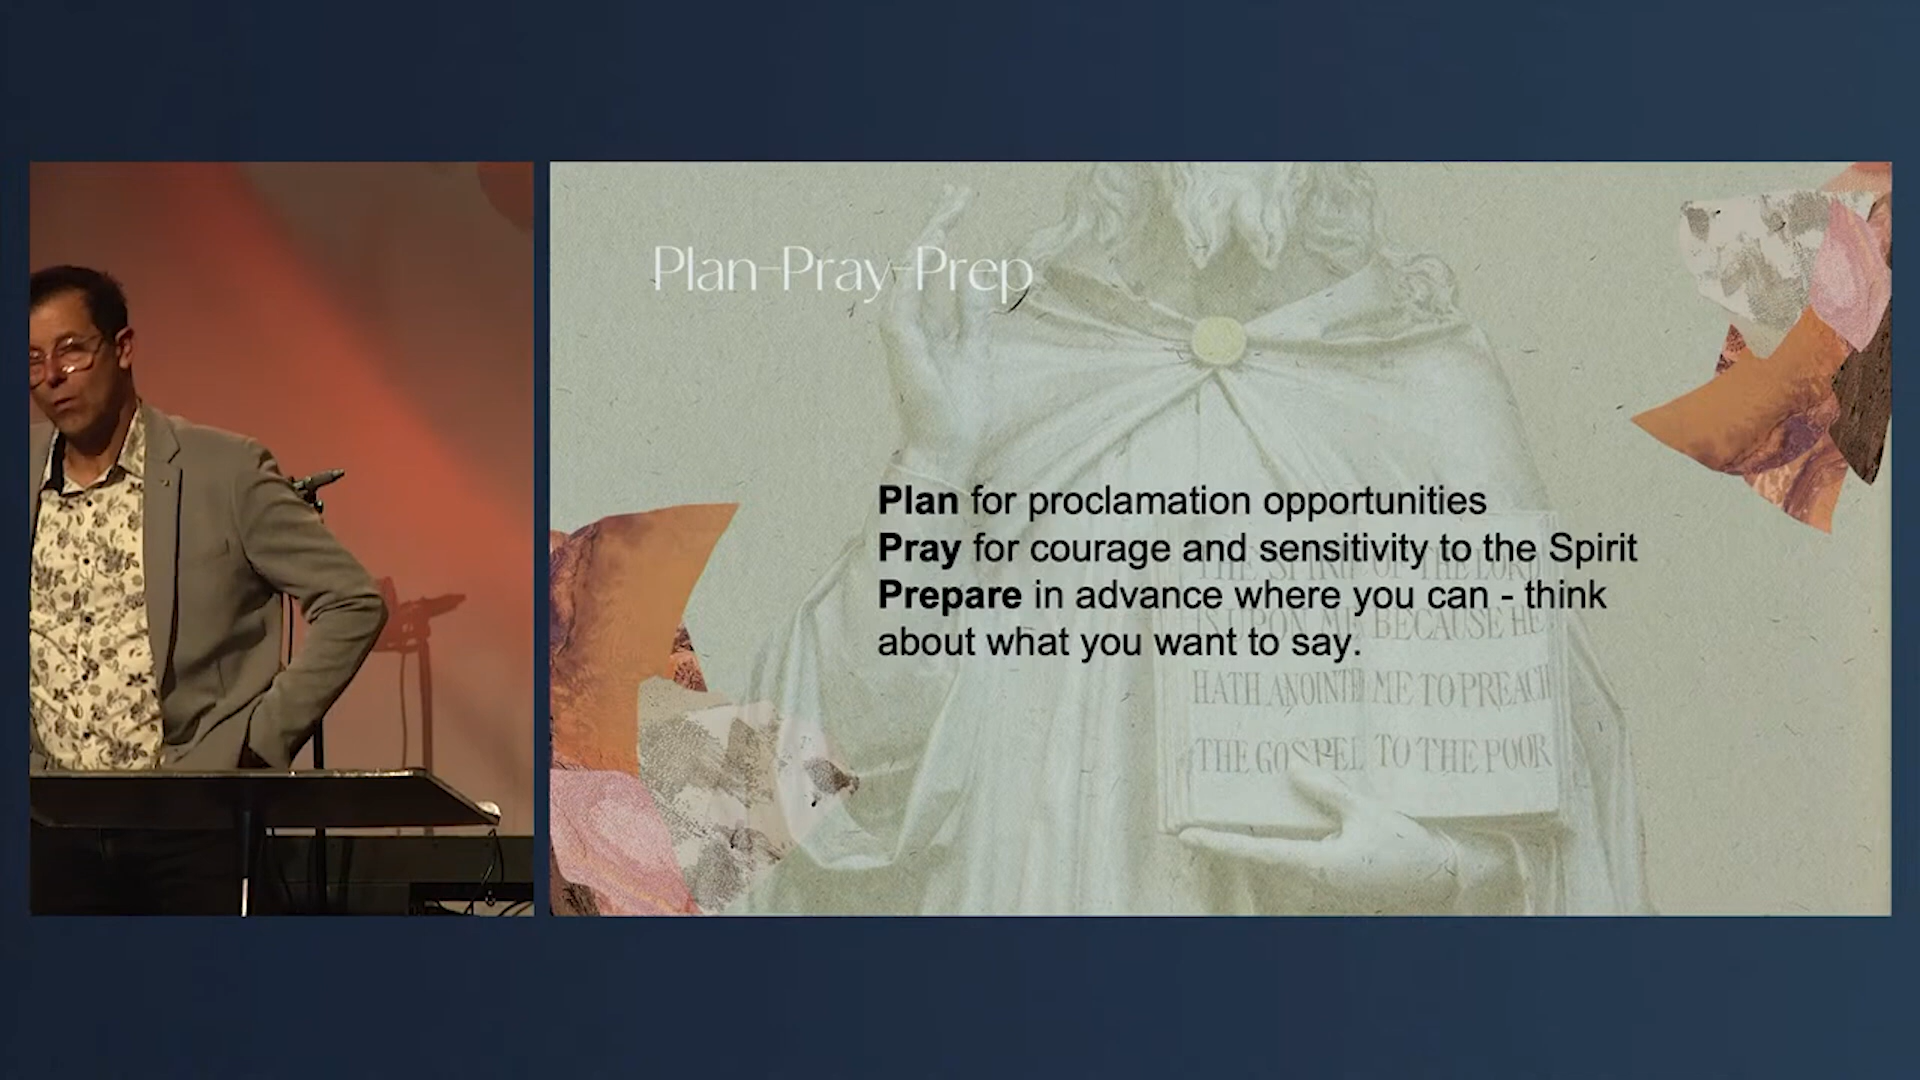 Plan-Pray-Prep
Plan for proclamation opportunities
Pray for courage and sensitivity to the Spirit
Prepare in advance where you can - think
about what you want to say.
THE SPIRIT OF THE LORD
IS UPON ME BECAUSE HE
HATH ANOINTED ME TO PREACH
THE GOSPEL TO THE POOR